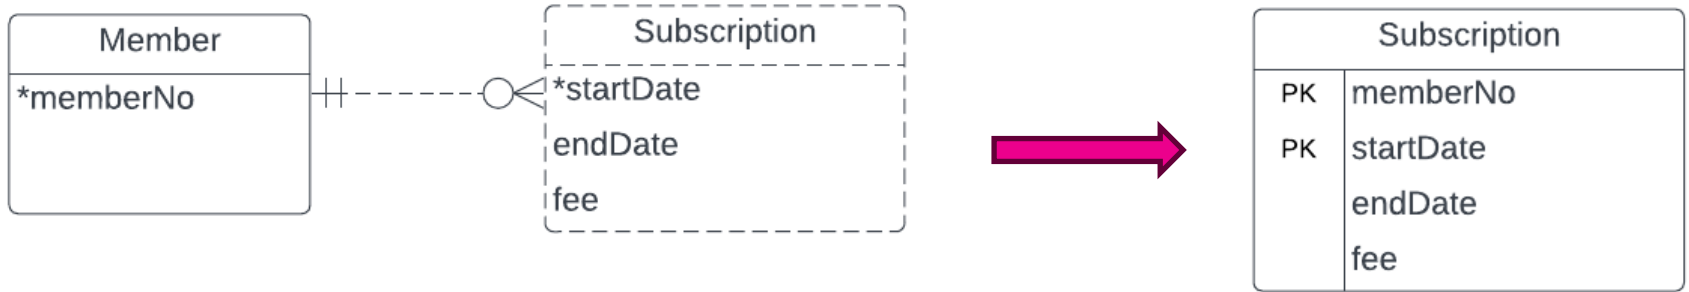 Member
*memberNo
Subscription
*startDate
endDate
fee
Subscription
PK memberNo
PK startDate
endDate
fee